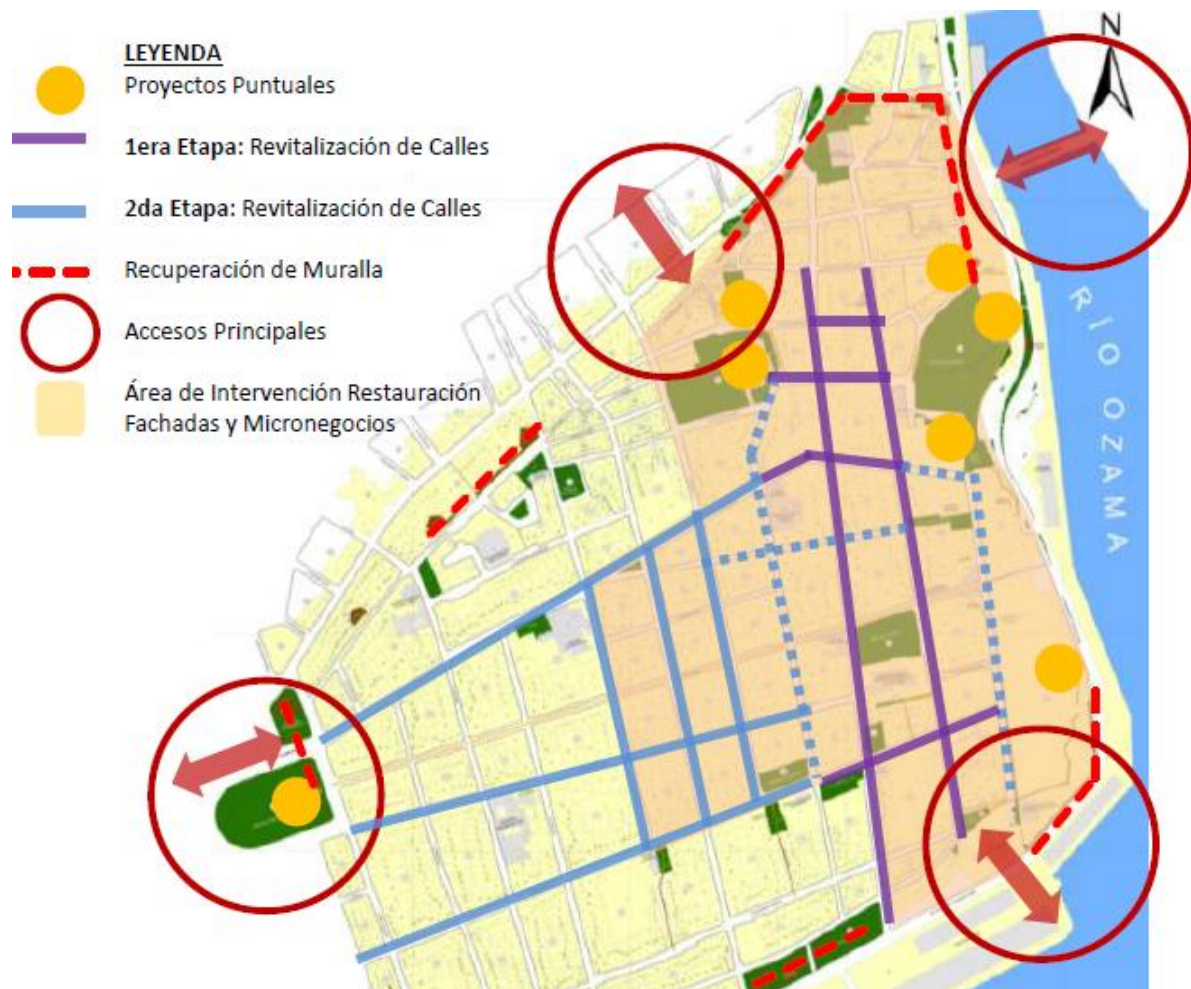 LEYENDA
Proyectos Puntuales
1era Etapa: Revitalización de Calles
2da Etapa: Revitalización de Calles
Recuperación de Muralla
Accesos Principales
Área de Intervención Restauración
Fachadas y Micronegocios
N
RÍO OZAMA